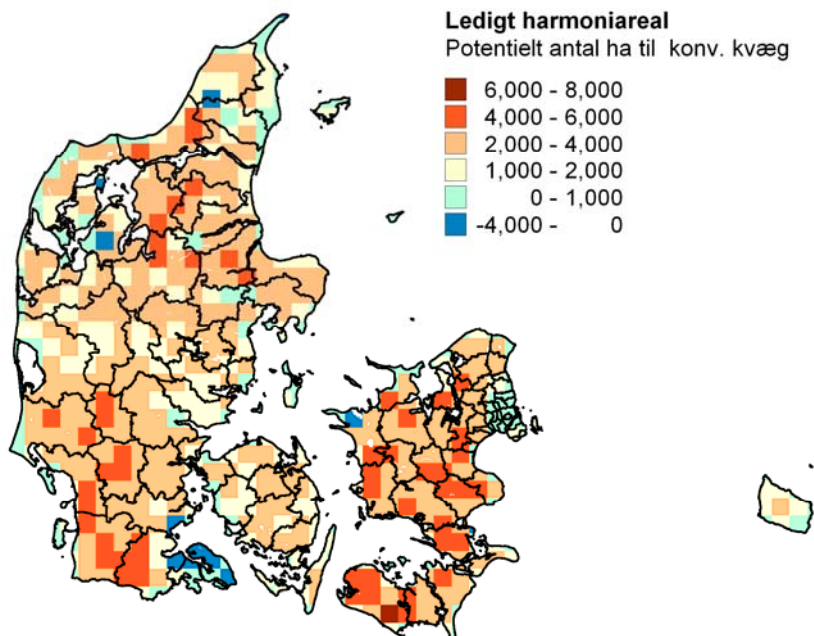 Ledigt harmoniareal
Potentielt antal ha til konv. kvæg
6,000 - 8,000
4,000 - 6,000
2,000 - 4,000
1,000 - 2,000
0 - 1,000
-4,000 - 0